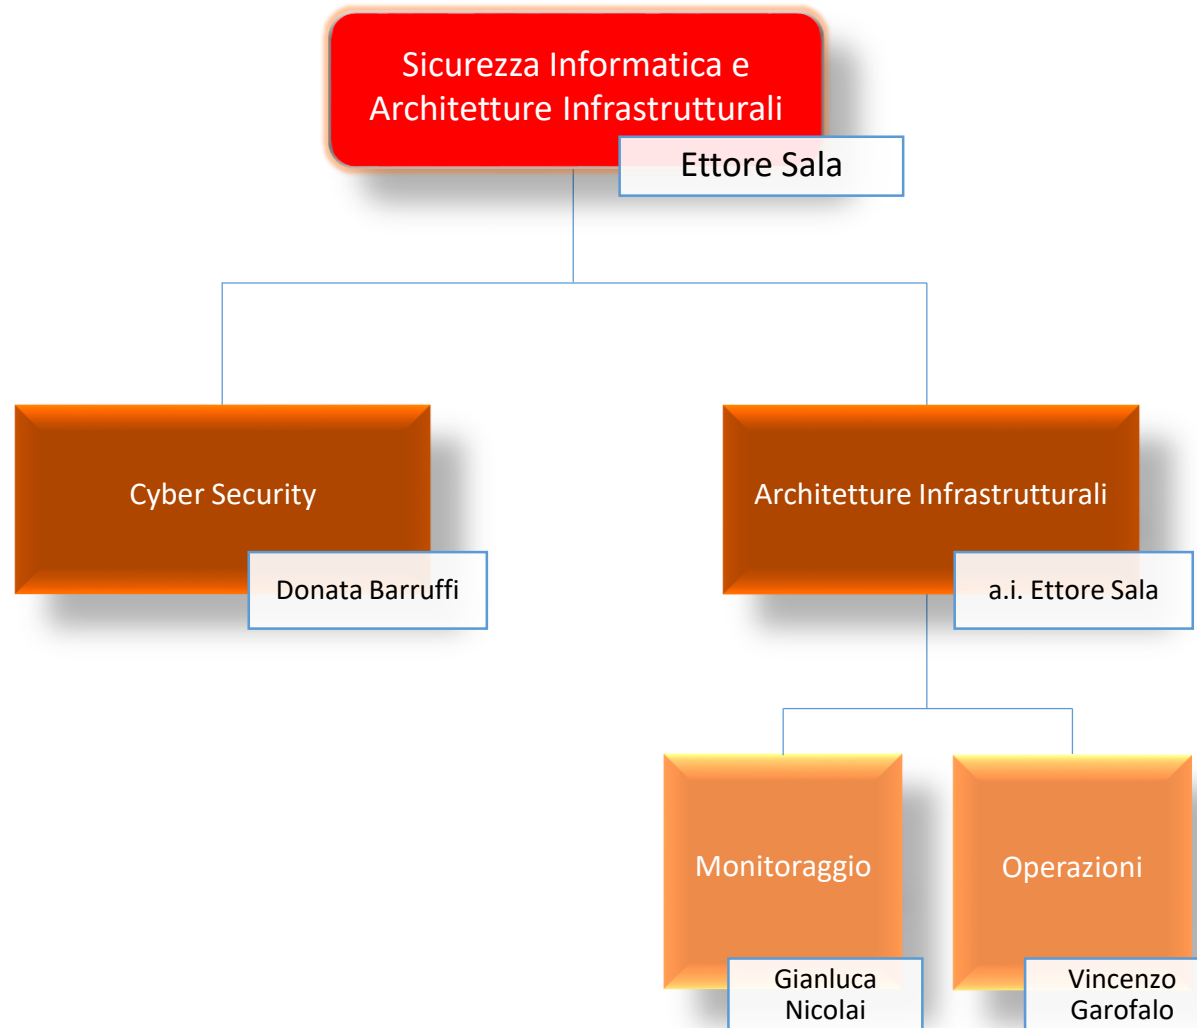 Sicurezza Informatica e
Architetture Infrastrutturali
Ettore Sala
Cyber Security
Donata Barruffi
Architetture Infrastrutturali
a.i. Ettore Sala
Monitoraggio
Gianluca
Nicolai
Operazioni
Vincenzo
Garofalo